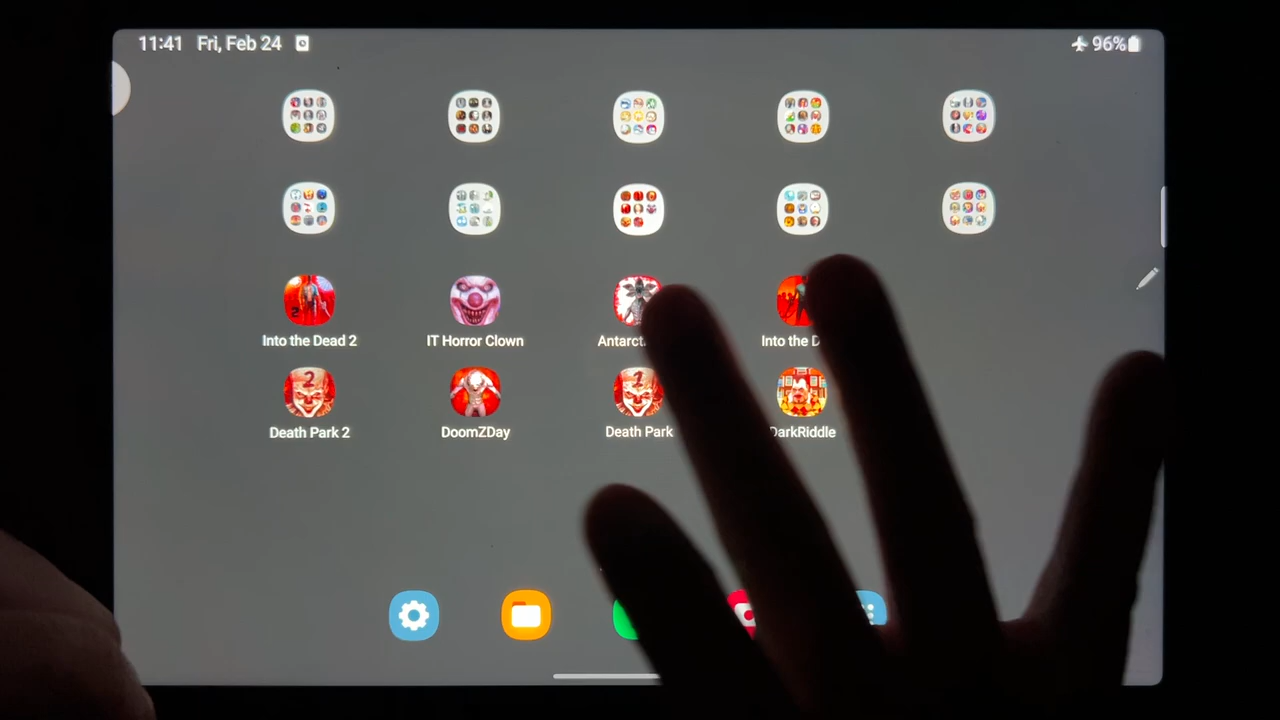 11:41 Fri, Feb 24 96%
Into the Dead 2 IT Horror Clown Antarct Into the D
Death Park 2 DoomZDay Death Park DarkRiddle